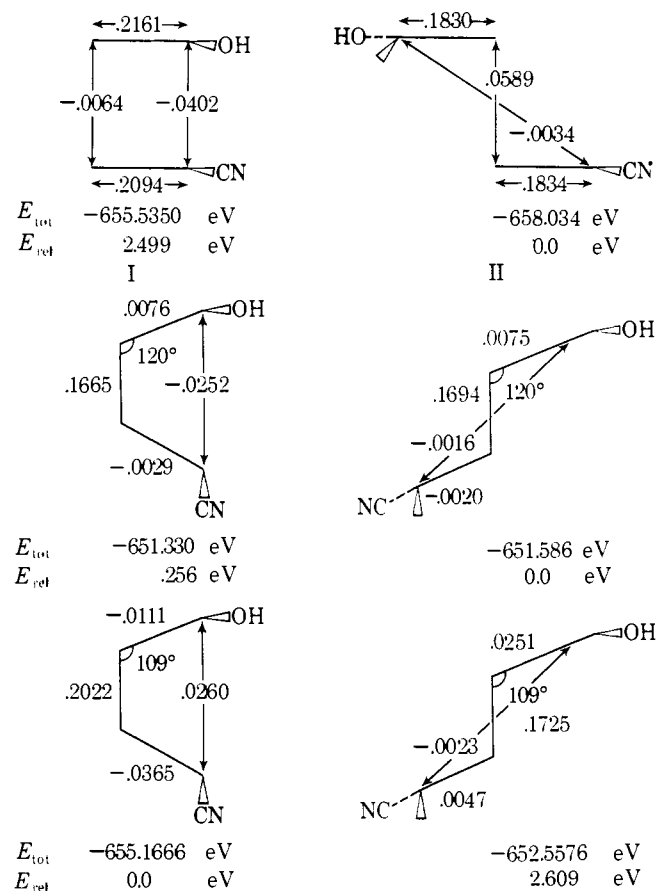 .2161 .1830
OH HO
-.0064 -.0402 .0589
-.0034
CN CN
.2094 .1834
E_tot -655.5350 eV -658.034 eV
E_rel 2.499 eV 0.0 eV
I II
.0076 OH .0075 OH
120° 120°
.1665 -.0252 .1694
-.0016
-.0029 -.0020
CN NC
E_tot -651.330 eV -651.586 eV
E_rel .256 eV 0.0 eV
-.0111 OH .0251 OH
109° 109°
.2022 .0260 .1725
-.0023
-.0365 .0047
CN NC
E_tot -655.1666 eV -652.5576 eV
E_rel 0.0 eV 2.609 eV